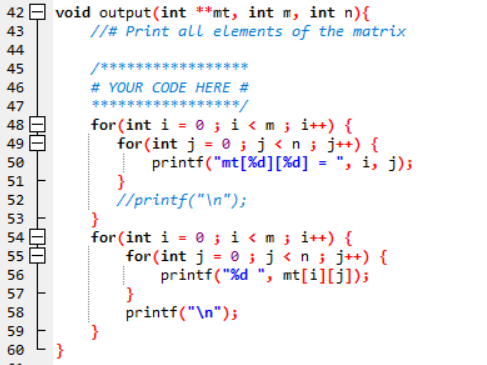 42 void output(int **mt, int m, int n){
43     //# Print all elements of the matrix
44
45     /*****************
46     # YOUR CODE HERE #
47     *****************/
48     for(int i = 0 ; i < m ; i++) {
49         for(int j = 0 ; j < n ; j++) {
50             printf("mt[%d][%d] = ", i, j);
51         }
52         //printf("\n");
53     }
54     for(int i = 0 ; i < m ; i++) {
55         for(int j = 0 ; j < n ; j++) {
56             printf("%d ", mt[i][j]);
57         }
58         printf("\n");
59     }
60 }